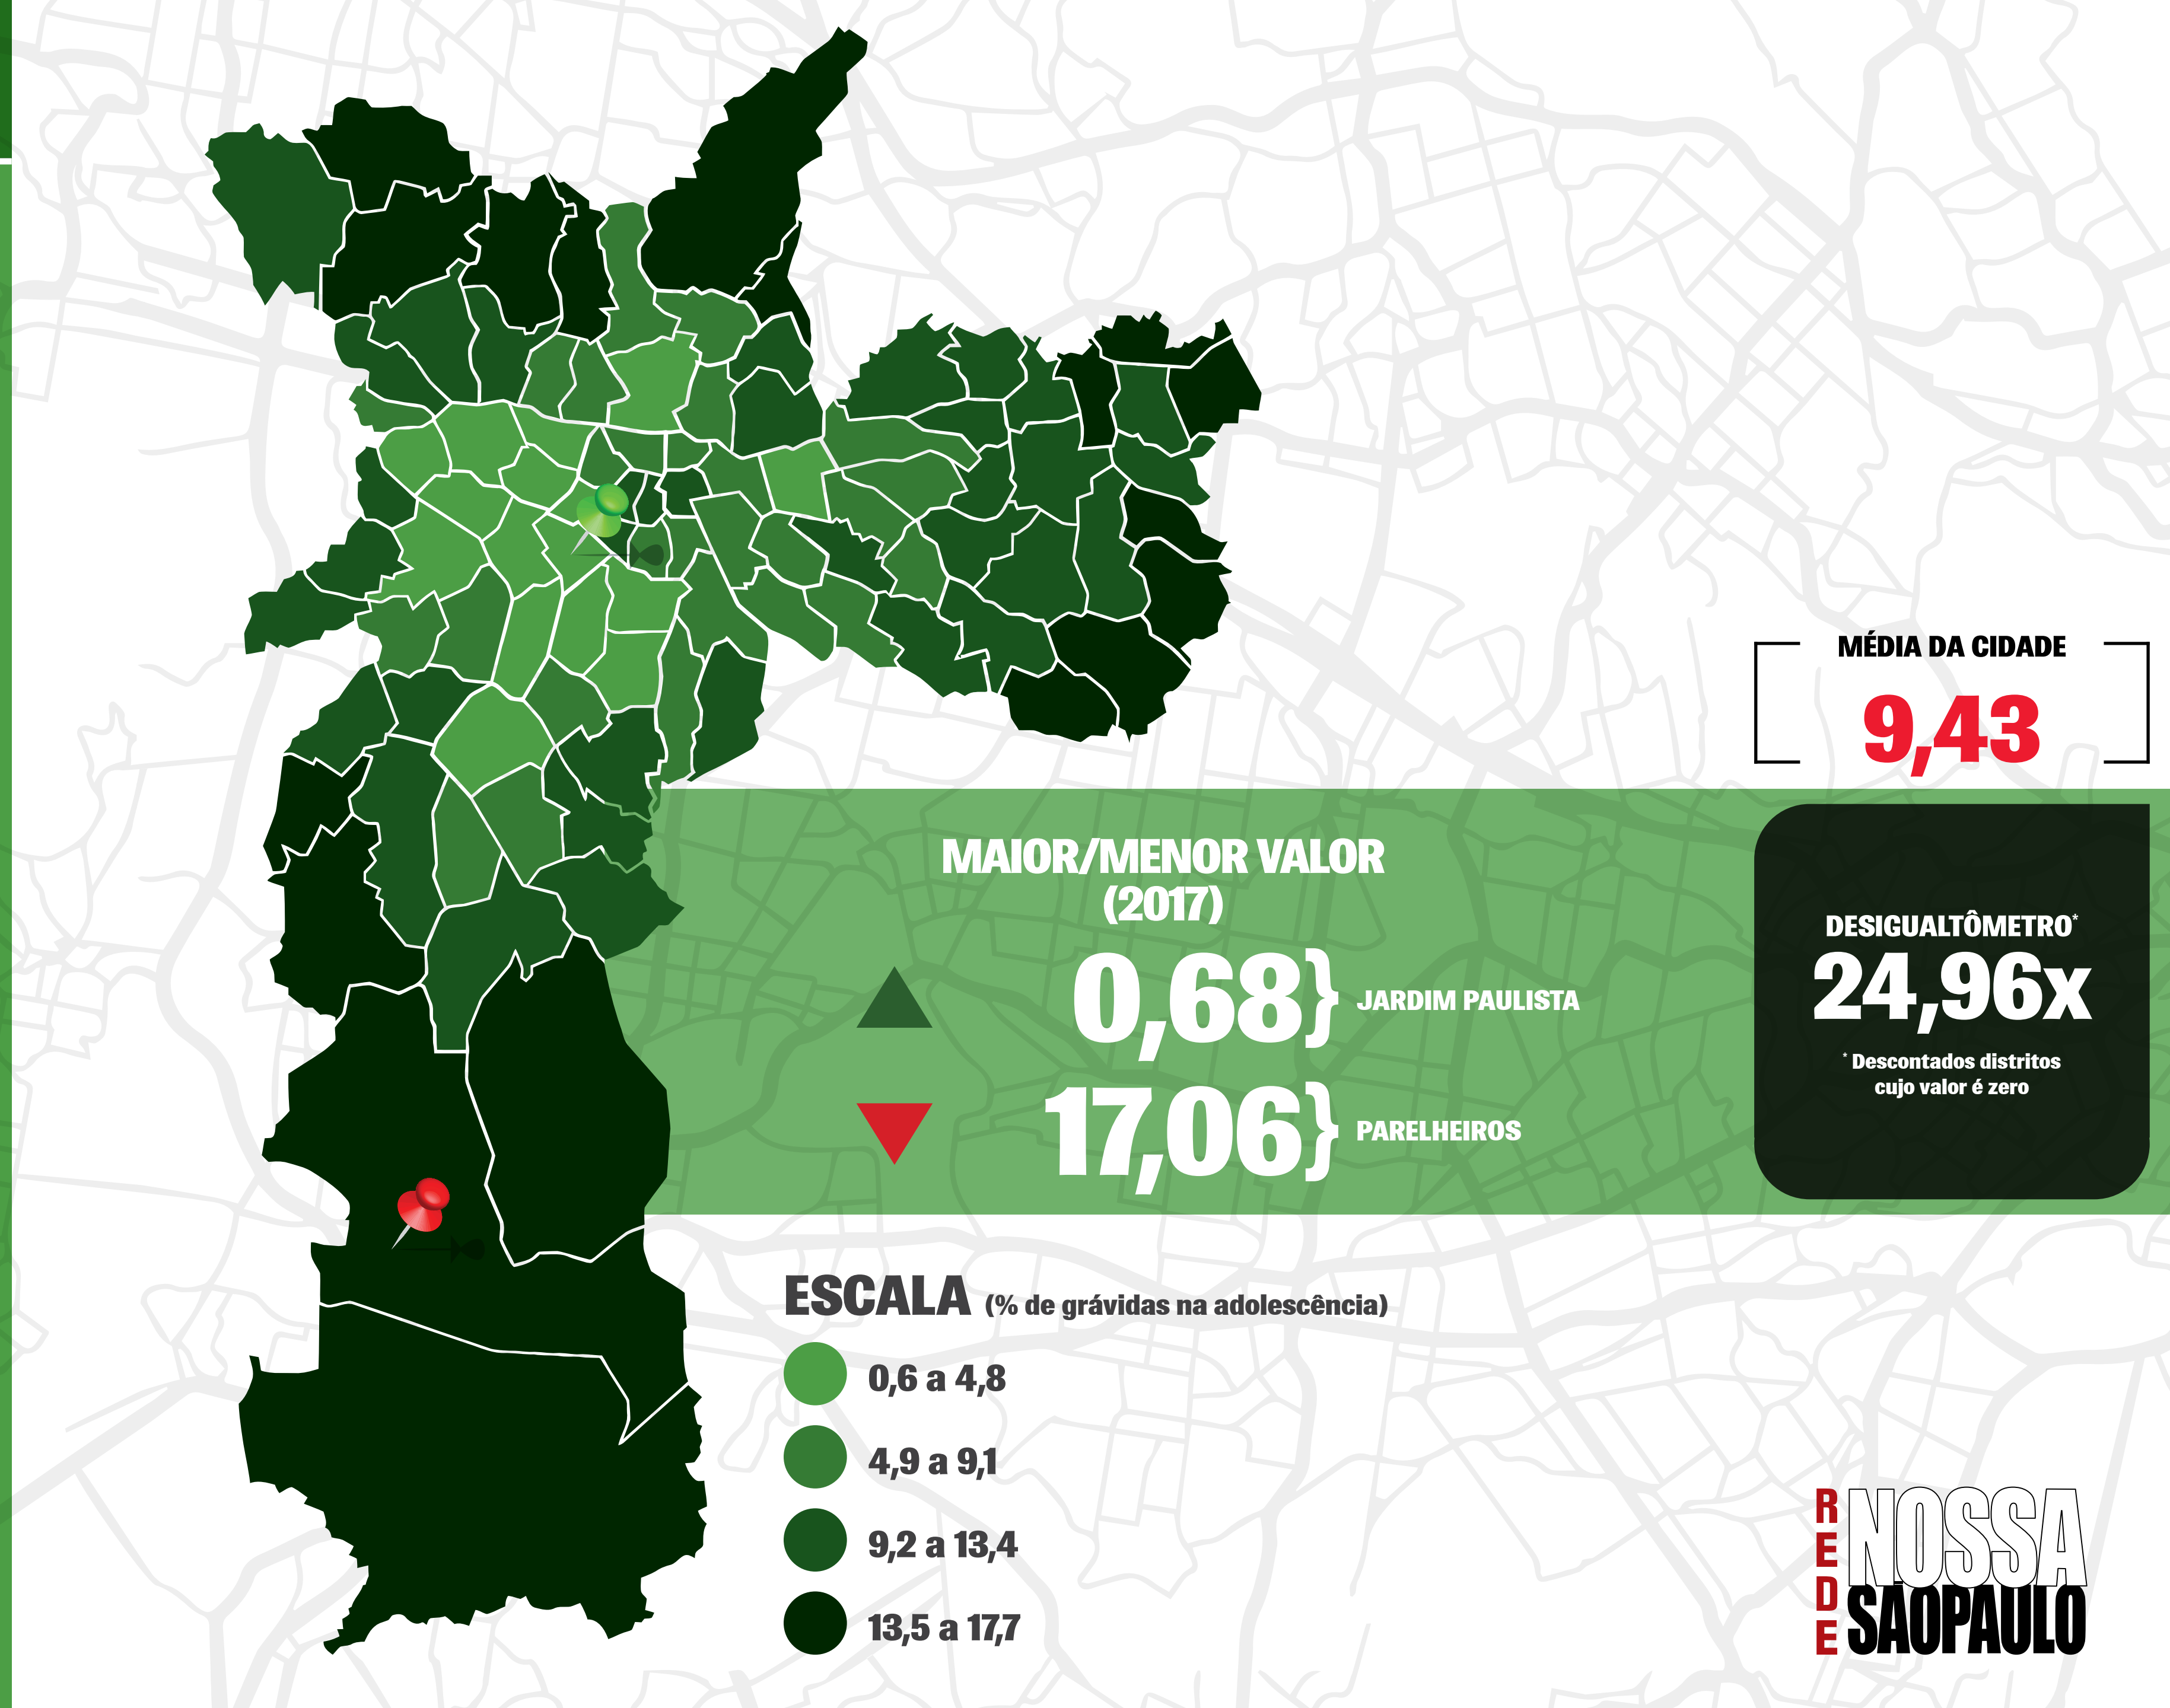 MÉDIA DA CIDADE
9,43
MAIOR/MENOR VALOR
(2017)
0,68} JARDIM PAULISTA
17,06} PARELHEIROS
DESIGUALTÔMETRO*
24,96x
* Descontados distritos
cujo valor é zero
ESCALA (% de grávidas na adolescência)
0,6 a 4,8
4,9 a 9,1
9,2 a 13,4
13,5 a 17,7
REDE
NOSSA
SÃOPAULO